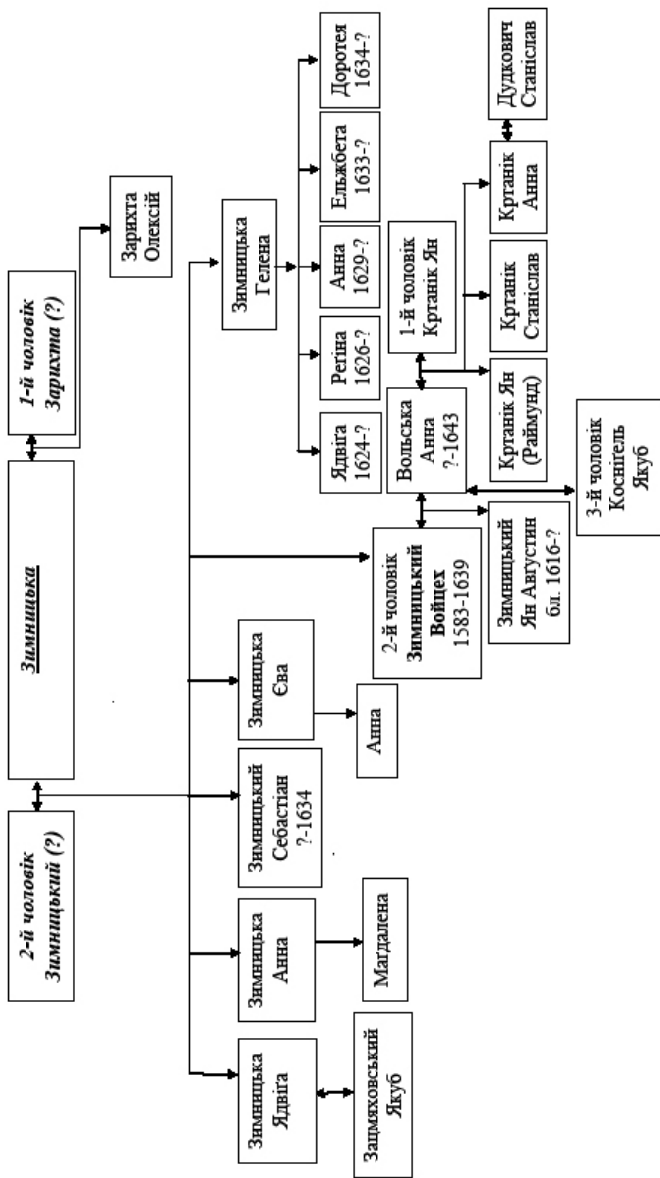 2-й чоловік
Зимницький (?)
Зимницька
1-й чоловік
Зарихта (?)
Зарихта
Олексій
Зимницька
Ядвіга
Зимницька
Анна
Зимницький
Себастіан
?-1634
Зимницька
Єва
Зимницька
Гелена
Зацмяховський
Якуб
Магдалена
Анна
2-й чоловік
Зимницький
Войцех
1583-1639
Ядвіга
1624-?
Регіна
1626-?
Анна
1629-?
Ельжбета
1633-?
Доротея
1634-?
Вольська
Анна
?-1643
1-й чоловік
Кртанік Ян
Зимницький
Ян Августин
бл. 1616-?
Кртанік Ян
(Раймунд)
Кртанік
Станіслав
Кртанік
Анна
Дудкович
Станіслав
3-й чоловік
Косніґель
Якуб